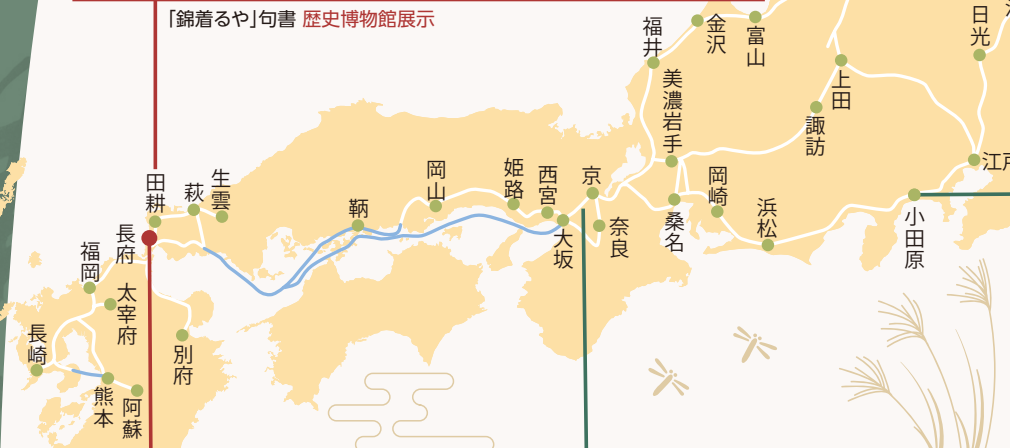 「錦着るや」句書 歴史博物館展示
日光
福井
金沢
富山
上田
美濃岩手
諏訪
江戸
岡崎
桑名
浜松
小田原
京
奈良
大坂
西宮
姫路
岡山
鞆
生雲
萩
田耕
長府
福岡
太宰府
長崎
別府
熊本
阿蘇